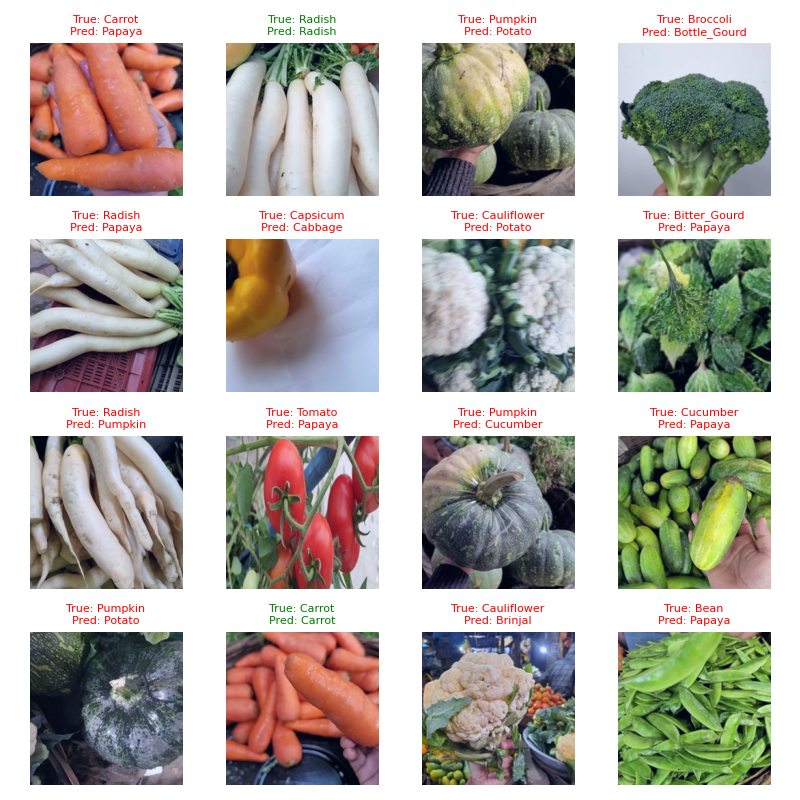 True: Carrot
Pred: Papaya
True: Radish
Pred: Radish
True: Pumpkin
Pred: Potato
True: Broccoli
Pred: Bottle_Gourd
True: Radish
Pred: Papaya
True: Capsicum
Pred: Cabbage
True: Cauliflower
Pred: Potato
True: Bitter_Gourd
Pred: Papaya
True: Radish
Pred: Pumpkin
True: Tomato
Pred: Papaya
True: Pumpkin
Pred: Cucumber
True: Cucumber
Pred: Papaya
True: Pumpkin
Pred: Potato
True: Carrot
Pred: Carrot
True: Cauliflower
Pred: Brinjal
True: Bean
Pred: Papaya